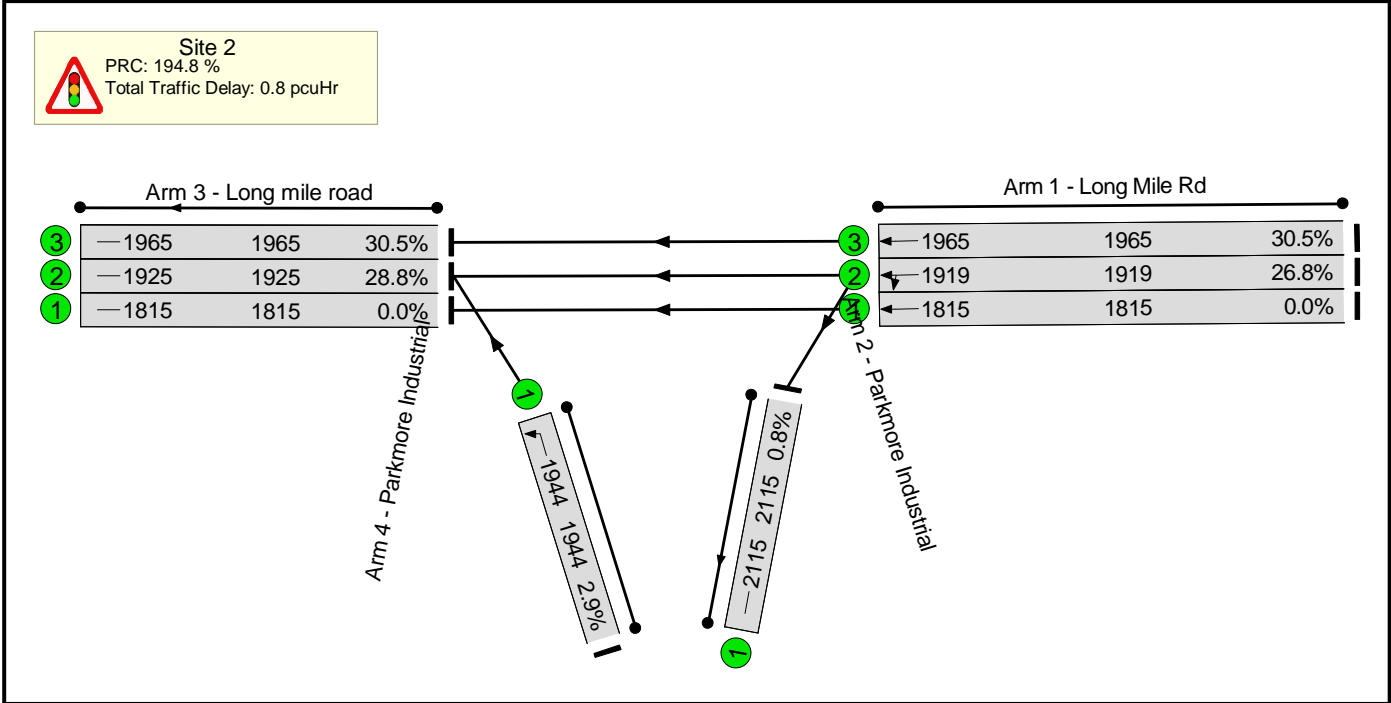 Site 2
PRC: 194.8 %
Total Traffic Delay: 0.8 pcuHr
Arm 3 - Long mile road
3 1965 1965 30.5%
2 1925 1925 28.8%
1 1815 1815 0.0%
Arm 1 - Long Mile Rd
3 1965 1965 30.5%
2 1919 1919 26.8%
1 1815 1815 0.0%
Arm 4 - Parkmore Industrial
1
1944 1944 2.9%
Arm 2 - Parkmore Industrial
2115 2115 0.8%
1